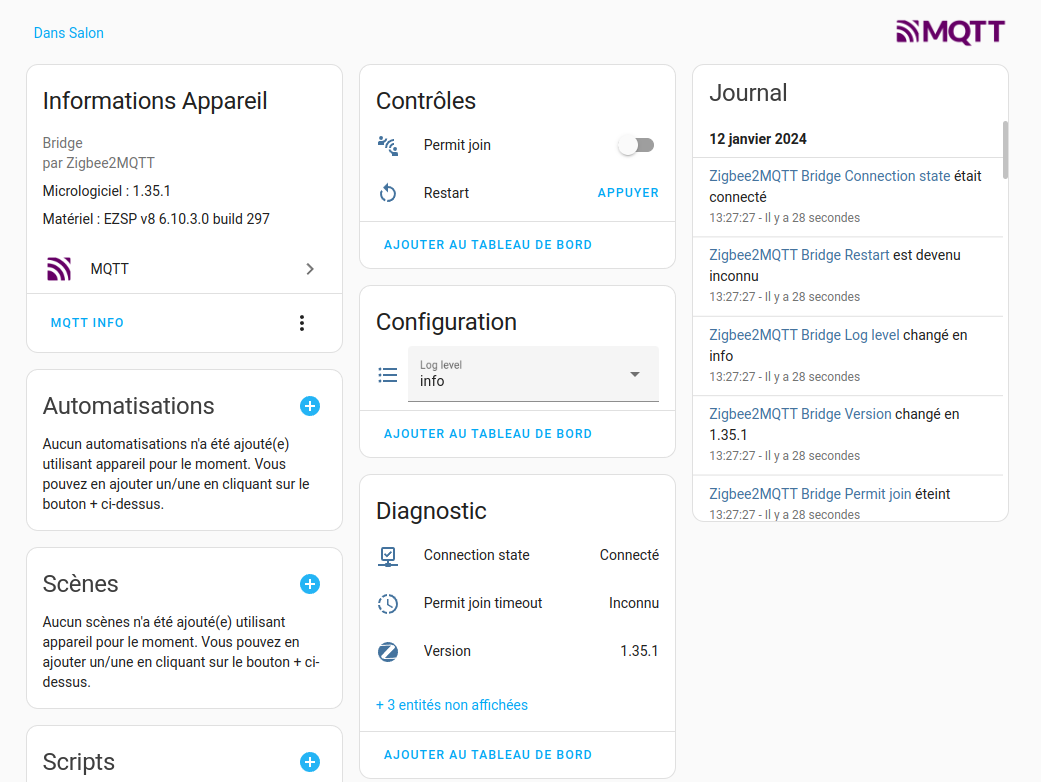 Dans Salon
MQTT
Informations Appareil
Bridge
par Zigbee2MQTT
Micrologiciel : 1.35.1
Matériel : EZSP v8 6.10.3.0 build 297
MQTT
MQTT INFO
Automatisations
Aucun automatisations n'a été ajouté(e)
utilisant appareil pour le moment. Vous
pouvez en ajouter un/une en cliquant sur le
bouton + ci-dessus.
Scènes
Aucun scènes n'a été ajouté(e) utilisant
appareil pour le moment. Vous pouvez en
ajouter un/une en cliquant sur le bouton + ci-
dessus.
Scripts
Contrôles
Permit join
Restart APPUYER
AJOUTER AU TABLEAU DE BORD
Configuration
Log level
info
AJOUTER AU TABLEAU DE BORD
Diagnostic
Connection state Connecté
Permit join timeout Inconnu
Version 1.35.1
+ 3 entités non affichées
AJOUTER AU TABLEAU DE BORD
Journal
12 janvier 2024
Zigbee2MQTT Bridge Connection state était
connecté
13:27:27 - Il y a 28 secondes
Zigbee2MQTT Bridge Restart est devenu
inconnu
13:27:27 - Il y a 28 secondes
Zigbee2MQTT Bridge Log level changé en
info
13:27:27 - Il y a 28 secondes
Zigbee2MQTT Bridge Version changé en
1.35.1
13:27:27 - Il y a 28 secondes
Zigbee2MQTT Bridge Permit join éteint
13:27:27 - Il y a 28 secondes